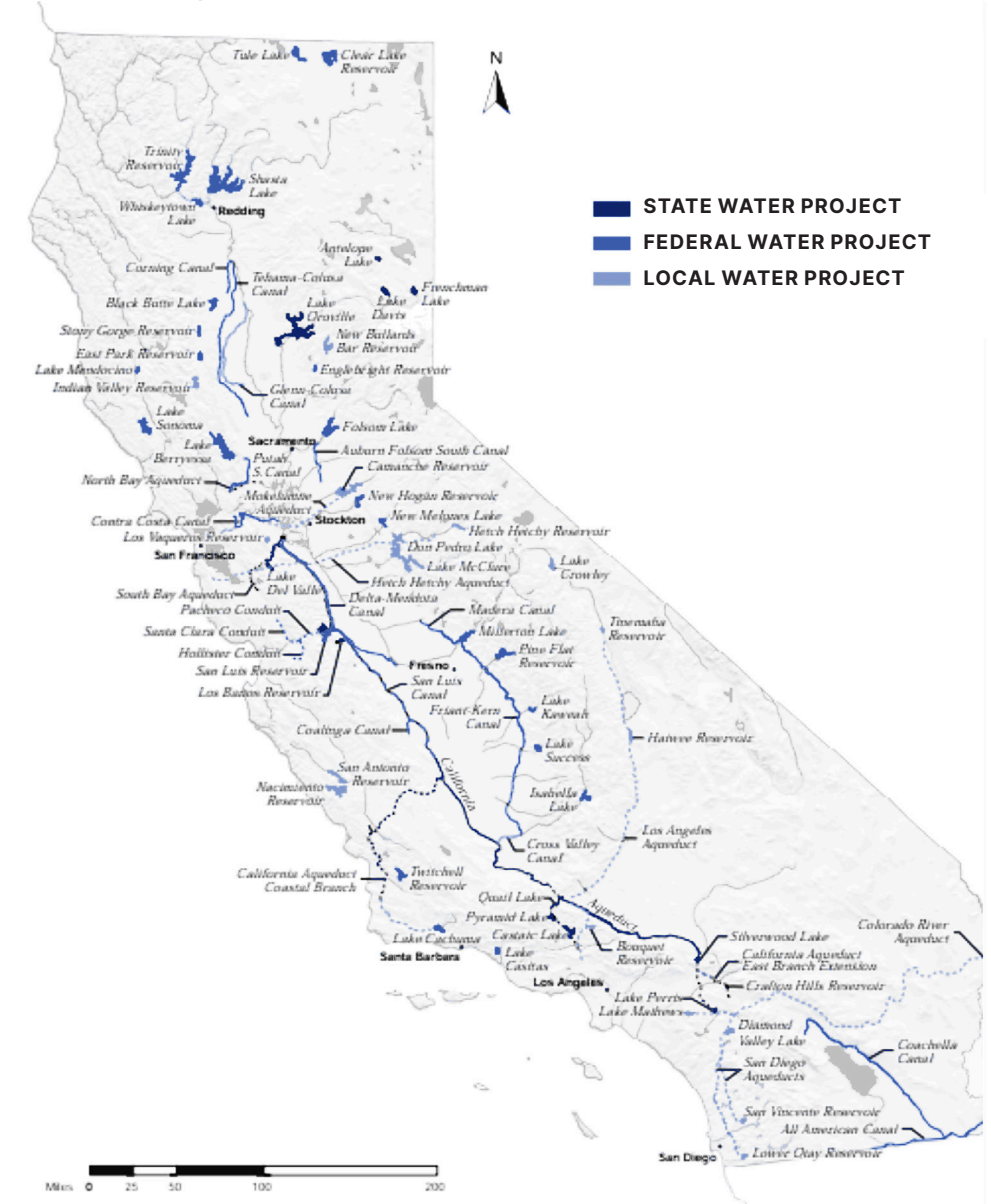 Tule Lake
Clear Lake
Reservoir
N
Trinity
Reservoir
Shasta
Lake
Whiskeytown
Lake
Redding
STATE WATER PROJECT
FEDERAL WATER PROJECT
LOCAL WATER PROJECT
Antelope
Lake
Corning Canal
Tehama-Colusa
Canal
Frenchman
Lake
Lake
Davis
Black Butte Lake
Lake
Oroville
Stony Gorge Reservoir
New Bullards
Bar Reservoir
East Park Reservoir
Lake Mendocino
Englebright Reservoir
Indian Valley Reservoir
Glenn-Colusa
Canal
Lake
Sonoma
Folsom Lake
Lake
Berryessa
Sacramento
Auburn Folsom South Canal
Putah
S. Canal
Camanche Reservoir
North Bay Aqueduct
Mokelumne
Aqueduct
New Hogan Reservoir
Contra Costa Canal
Stockton
New Melones Lake
Hetch Hetchy Reservoir
Los Vaqueros Reservoir
San Francisco
Don Pedro Lake
Lake McClure
Lake
Crowley
Lake
Del Valle
Hetch Hetchy Aqueduct
South Bay Aqueduct
Delta-Mendota
Canal
Pacheco Conduit
Madera Canal
Tinemaha
Reservoir
Santa Clara Conduit
Millerton Lake
Hollister Conduit
Pine Flat
Reservoir
San Luis Reservoir
Fresno
Los Banos Reservoir
San Luis
Canal
Friant-Kern
Canal
Lake
Kaweah
Coalinga Canal
Haiwee Reservoir
Lake
Success
San Antonio
Reservoir
California
Nacimiento
Reservoir
Isabella
Lake
Los Angeles
Aqueduct
Cross Valley
Canal
California Aqueduct
Coastal Branch
Twitchell
Reservoir
Quail Lake
Aqueduct
Pyramid Lake
Colorado River
Aqueduct
Lake Cachuma
Castaic Lake
Silverwood Lake
Santa Barbara
Lake
Casitas
Bouquet
Reservoir
California Aqueduct
East Branch Extension
Los Angeles
Crafton Hills Reservoir
Lake Perris
Lake Mathews
Diamond
Valley Lake
Coachella
Canal
San Diego
Aqueducts
San Vincente Reservoir
All American Canal
San Diego
Lower Otay Reservoir
Miles 0 25 50 100 200